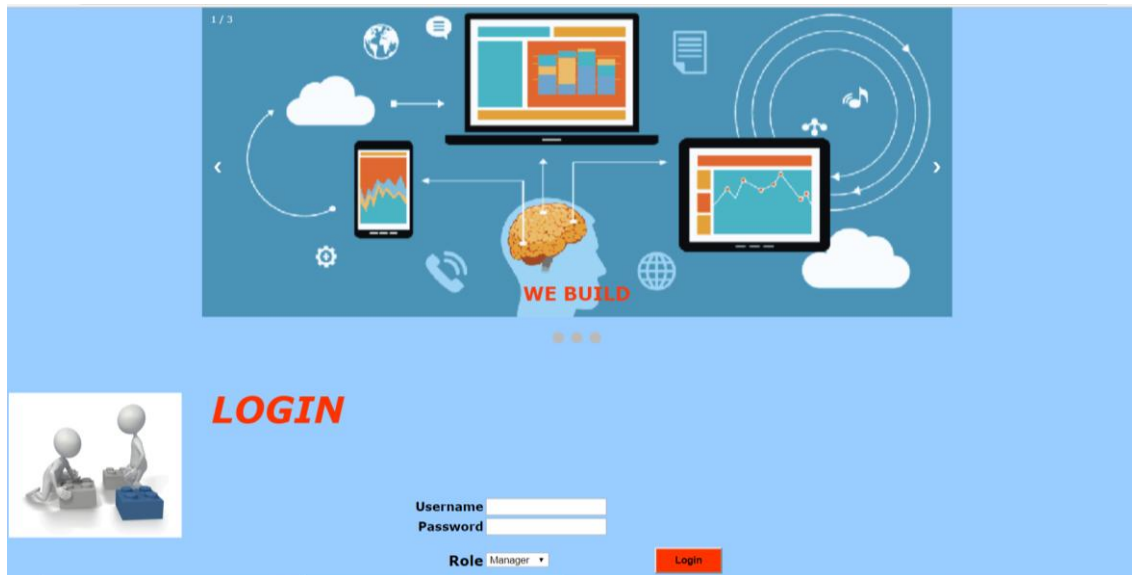 1 / 3
WE BUILD
LOGIN
Username
Password
Role Manager
Login